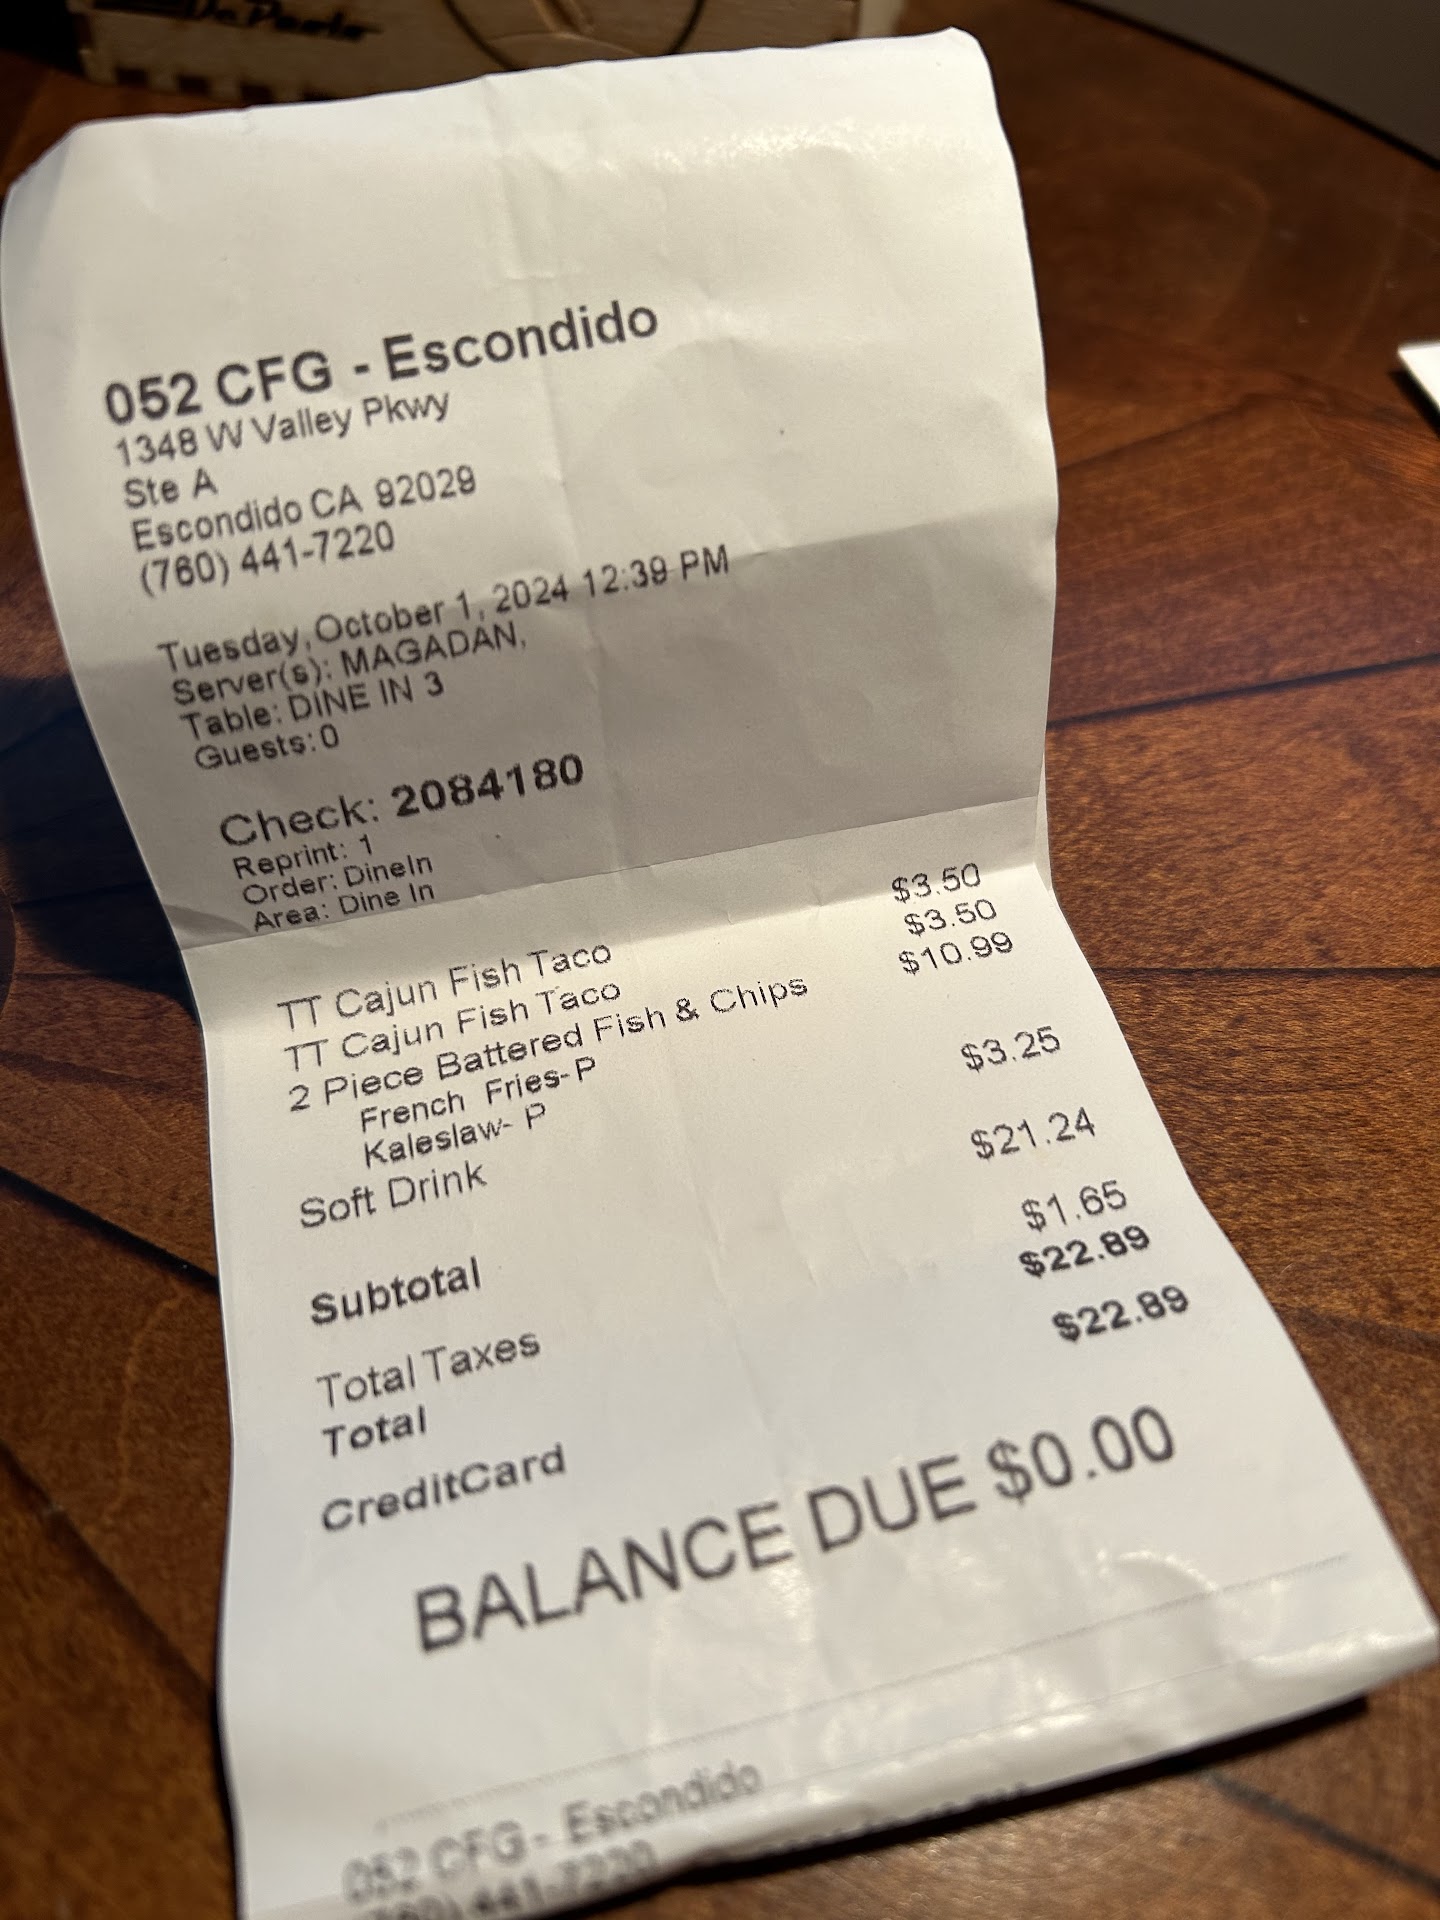 052 CFG - Escondido
1348 W Valley Pkwy
Ste A
Escondido CA 92029
(760) 441-7220
Tuesday, October 1, 2024 12:39 PM
Server(s): MAGADAN,
Table: DINE IN 3
Guests: 0
Check: 2084180
Reprint: 1
Order: DineIn
Area: Dine In
TT Cajun Fish Taco $3.50
TT Cajun Fish Taco $3.50
2 Piece Battered Fish & Chips $10.99
French Fries- P
Kaleslaw- P
Soft Drink $3.25
Subtotal $21.24
Total Taxes $1.65
Total $22.89
CreditCard $22.89
BALANCE DUE $0.00
052 CFG - Escondido
(760) 441-7220